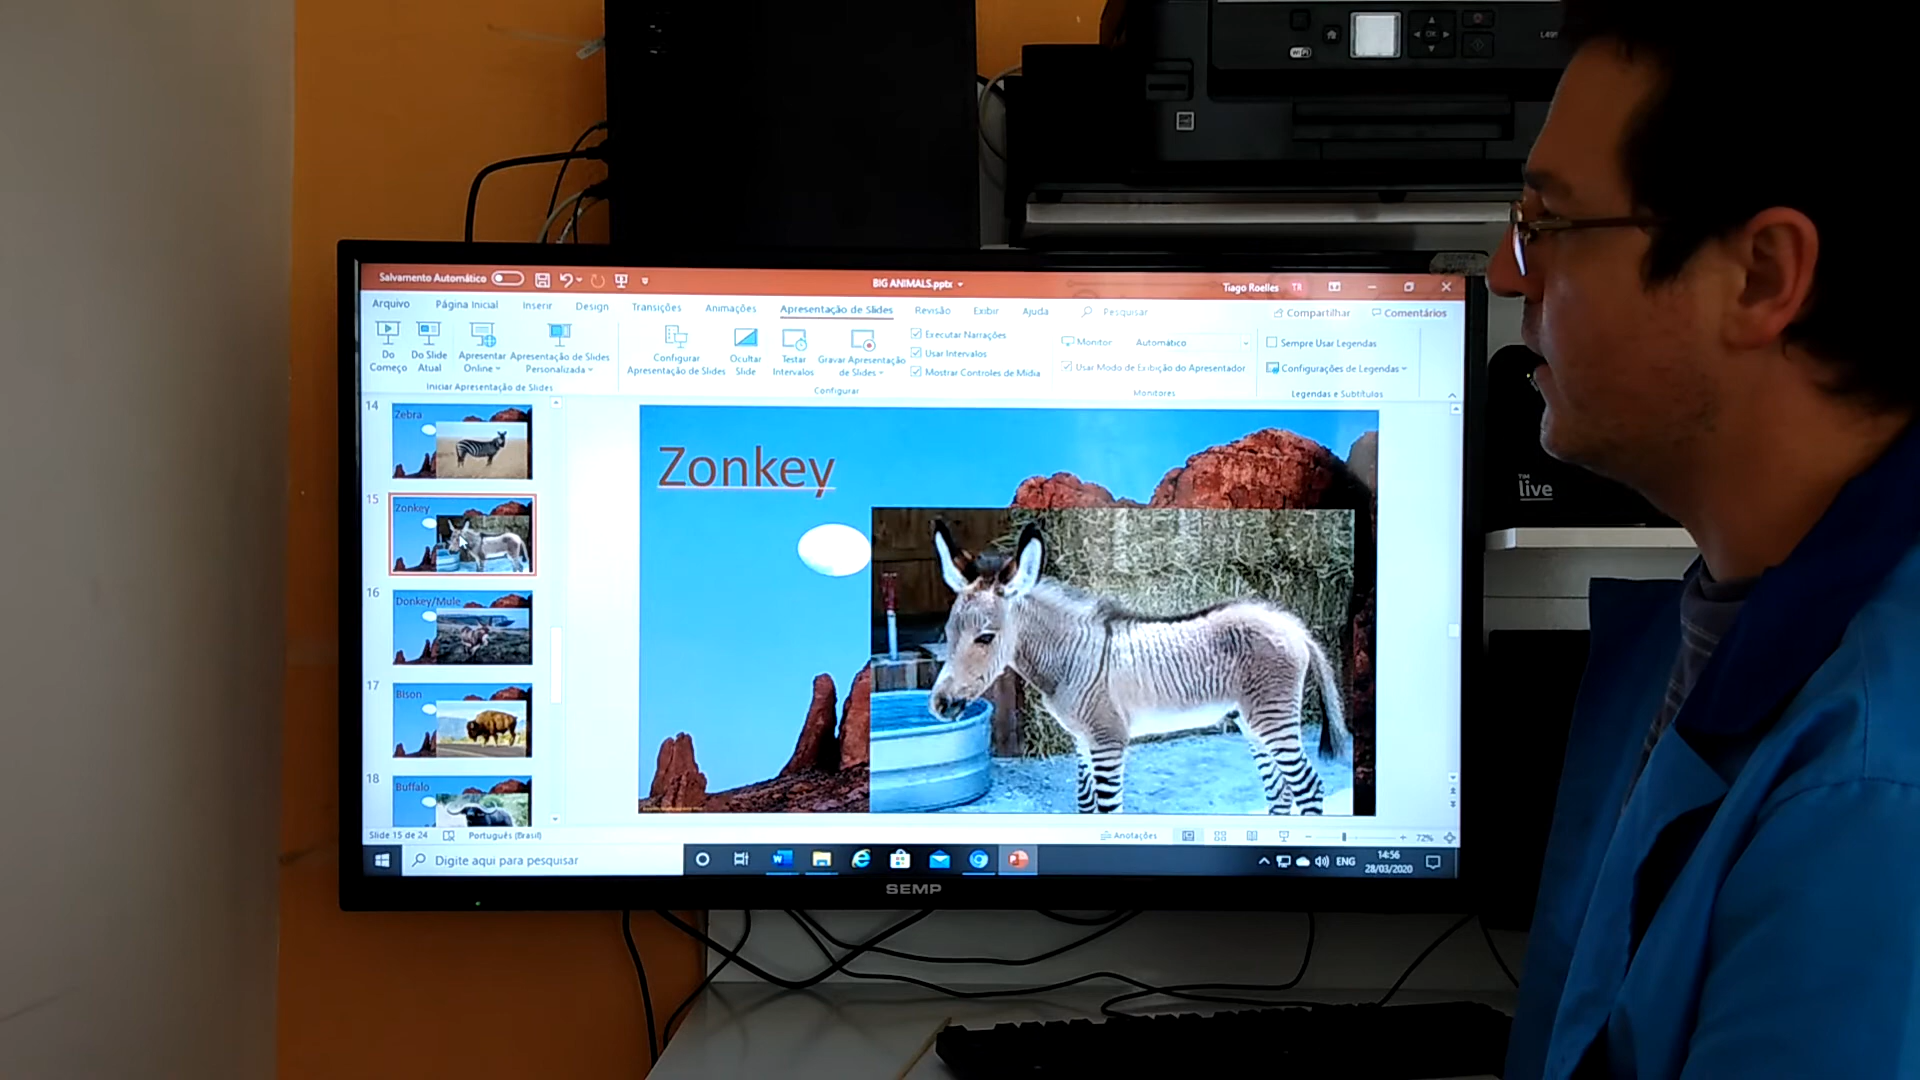 Salvamento Automático
BIG ANIMALS.pptx
Tiago Roelles TR
Arquivo Página Inicial Inserir Design Transições Animações Apresentação de Slides Revisão Exibir Ajuda Pesquisar
Compartilhar Comentários
Do Começo
Do Slide Atual
Apresentar Online
Apresentação de Slides Personalizada
Iniciar Apresentação de Slides
Configurar Apresentação de Slides
Ocultar Slide
Testar Intervalos
Gravar Apresentação de Slides
Executar Narrações
Usar Intervalos
Mostrar Controles de Mídia
Configurar
Monitor Automático
Usar Modo de Exibição do Apresentador
Monitores
Sempre Usar Legendas
Configurações de Legendas
Legendas e Subtítulos
14
Zebra
15
Zonkey
16
Donkey/Mule
17
Bison
18
Buffalo
Zonkey
Slide 15 de 24 Português (Brasil)
Anotações
72%
Digite aqui para pesquisar
ENG
14:56
28/03/2020
SEMP
OK
WiFi
TIM
live